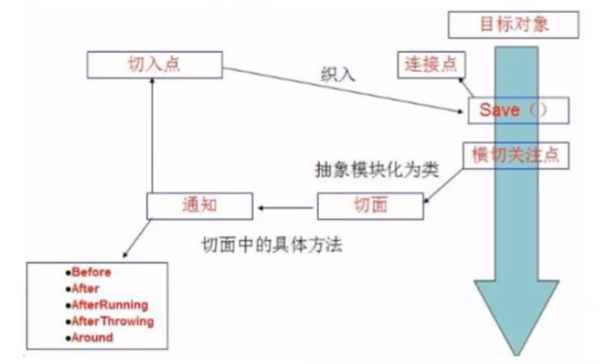 目标对象
切入点
连接点
织入
Save（）
横切关注点
抽象模块化为类
通知
切面
切面中的具体方法
●Before
●After
●AfterRunning
●AfterThrowing
●Around